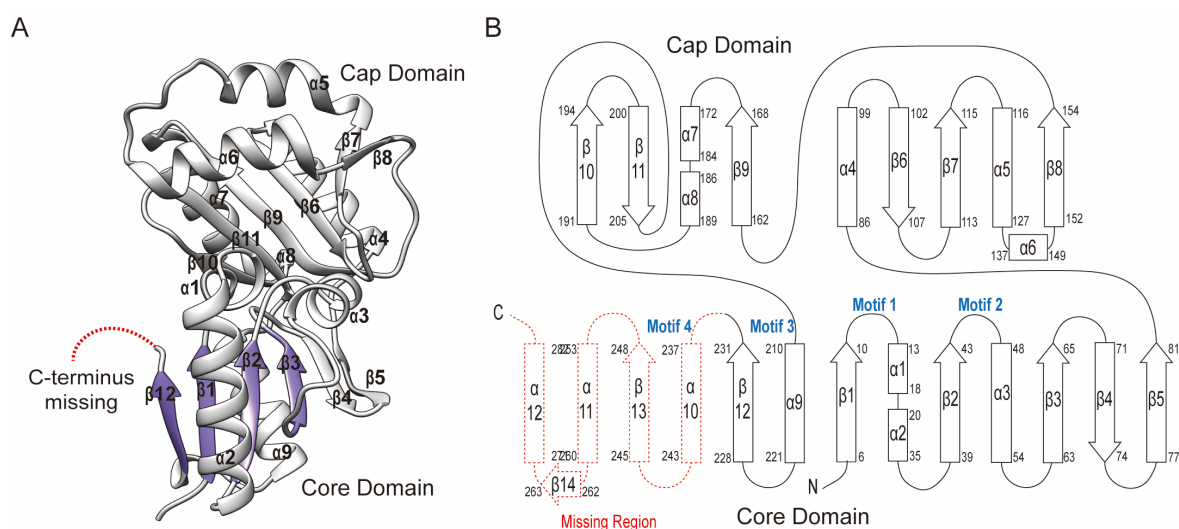 A
Cap Domain
α5
β7
β8
α6
α7
β6
β9
α4
β11
β10
α8
α1
α3
C-terminus
missing
β12
β1
β2
β3
β4
β5
α2
α9
Core Domain
B
Cap Domain
194
200
172
168
99
102
115
116
154
β
10
β
11
α7
184
186
α8
β9
α4
β6
β7
α5
β8
191
205
189
162
86
107
113
127
152
137
α6
149
Motif 4
Motif 3
Motif 1
Motif 2
C
282
253
248
237
231
210
10
13
43
48
65
71
81
α
12
α
11
β
13
α
10
β
12
α9
β1
α1
18
20
α2
β2
α3
β3
β4
β5
271
260
245
243
228
221
6
35
39
54
63
74
77
263
β14
262
N
Missing Region
Core Domain